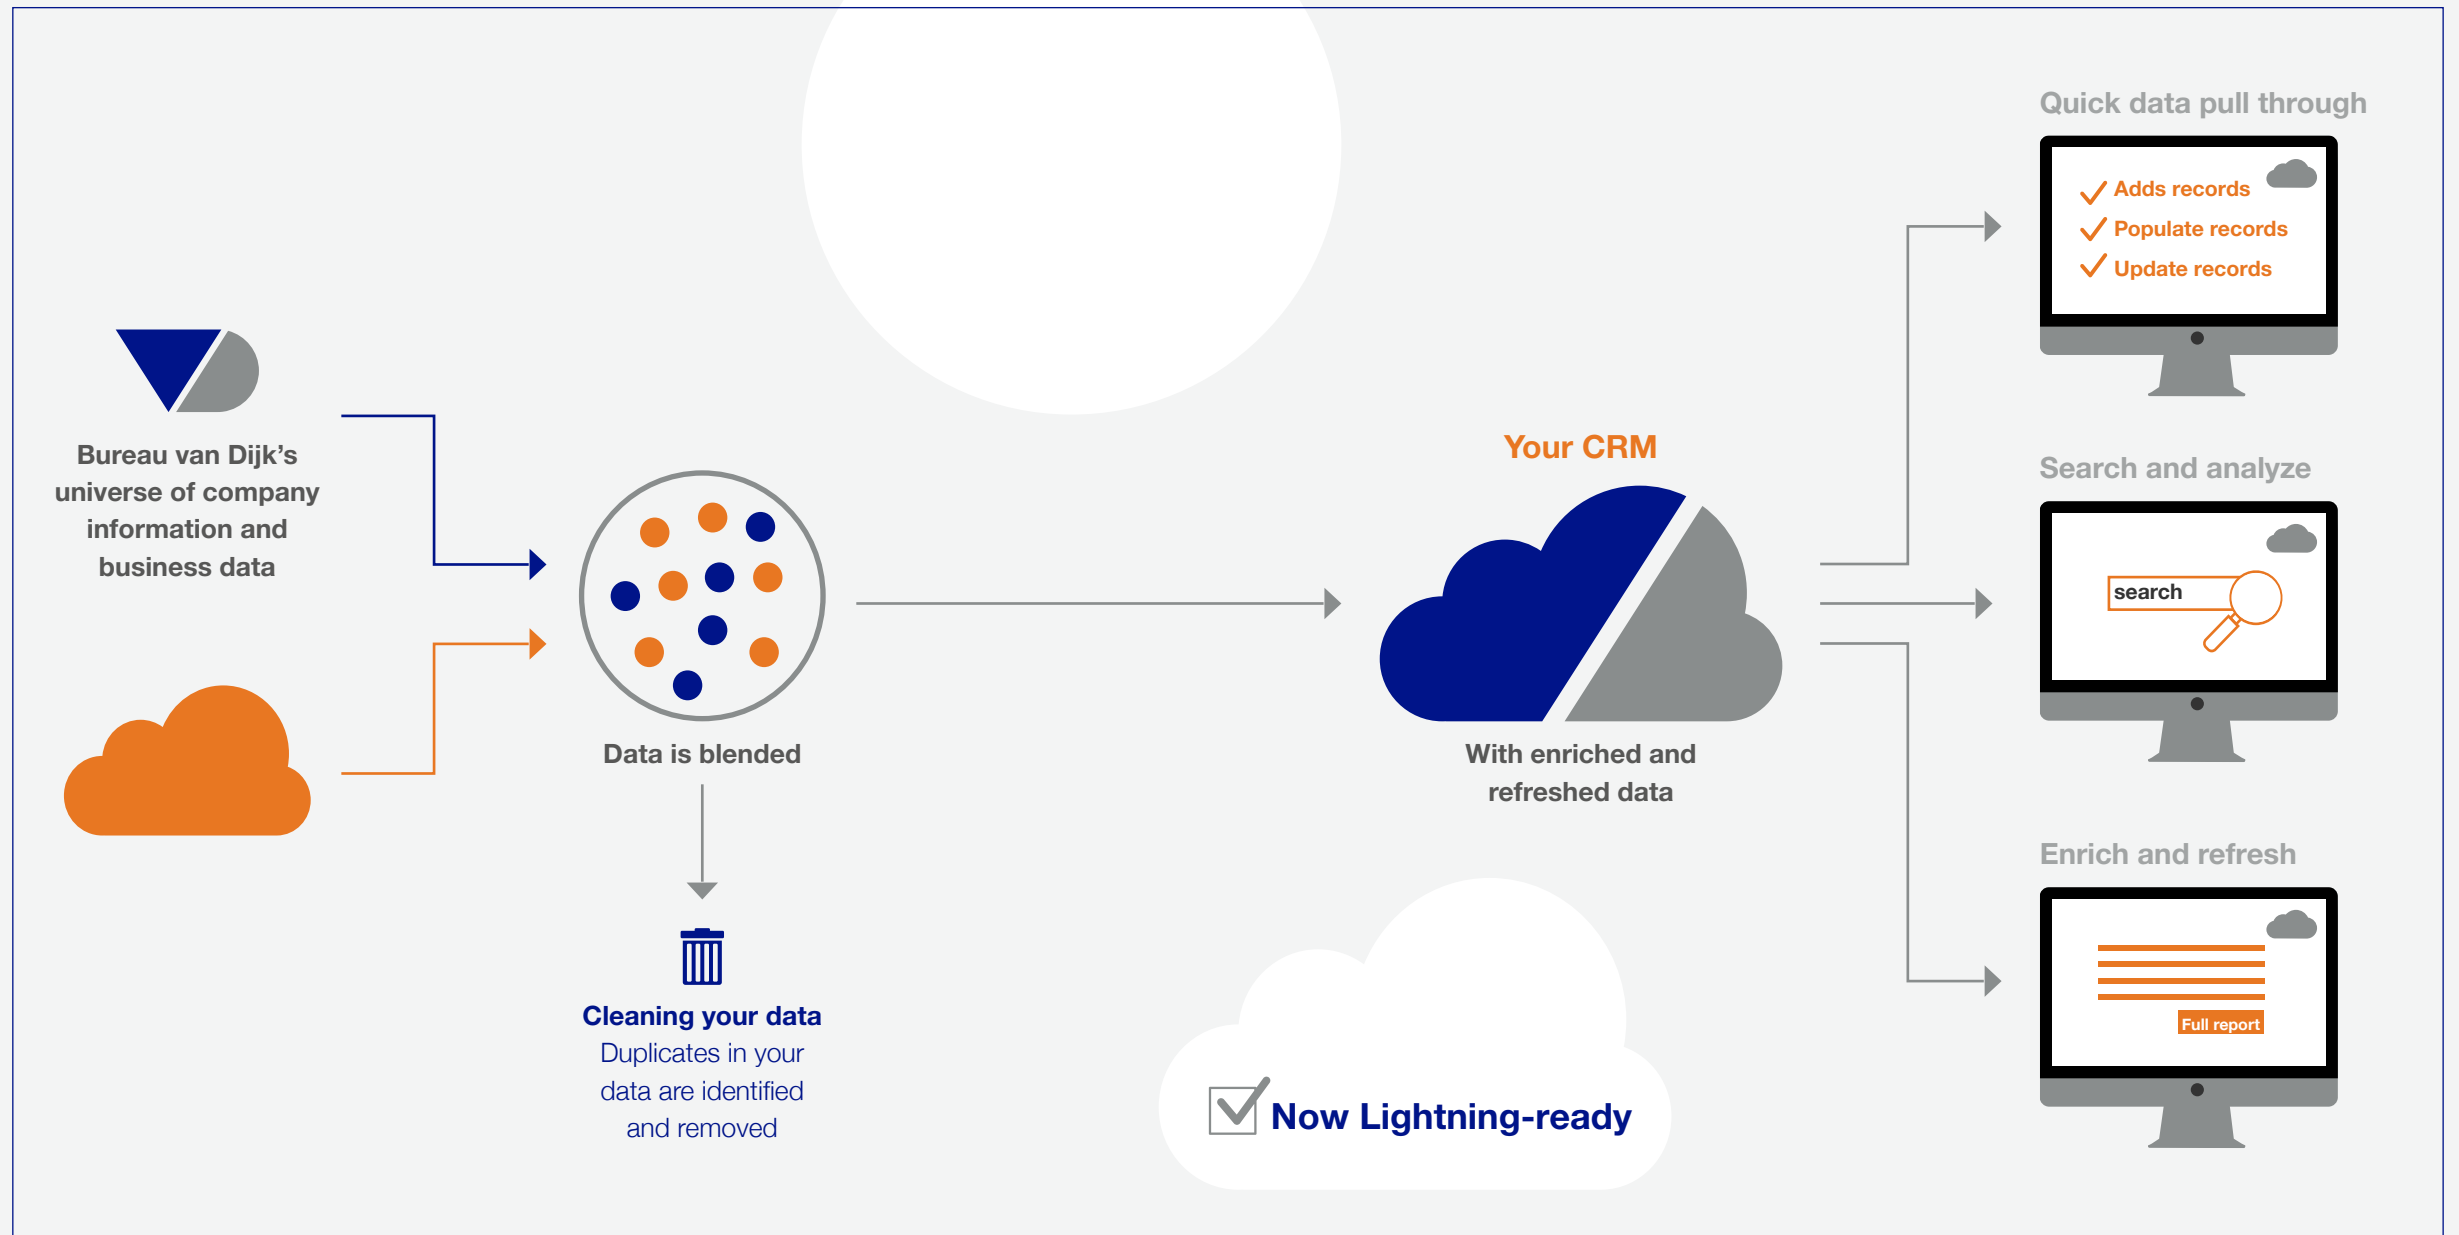 Bureau van Dijk’s
universe of company
information and
business data
Data is blended
Cleaning your data
Duplicates in your
data are identified
and removed
Your CRM
With enriched and
refreshed data
Now Lightning-ready
Quick data pull through
Adds records
Populate records
Update records
Search and analyze
search
Enrich and refresh
Full report